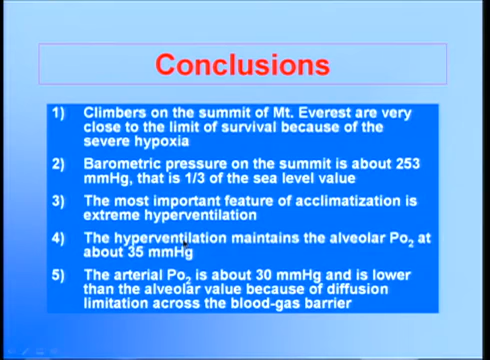 Conclusions
1) Climbers on the summit of Mt. Everest are very
close to the limit of survival because of the
severe hypoxia
2) Barometric pressure on the summit is about 253
mmHg, that is 1/3 of the sea level value
3) The most important feature of acclimatization is
extreme hyperventilation
4) The hyperventilation maintains the alveolar Po2 at
about 35 mmHg
5) The arterial Po2 is about 30 mmHg and is lower
than the alveolar value because of diffusion
limitation across the blood-gas barrier